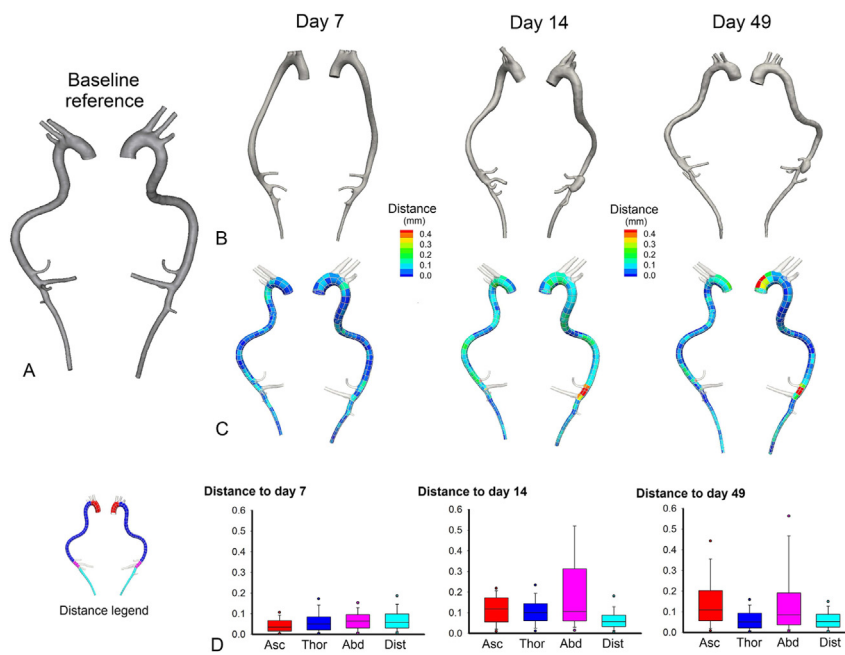 Day 7
Day 14
Day 49
Baseline
reference
A
B
Distance
(mm)
0.4
0.3
0.2
0.1
0.0
Distance
(mm)
0.4
0.3
0.2
0.1
0.0
C
Distance legend
D
Distance to day 7
0.6
0.5
0.4
0.3
0.2
0.1
0.0
Asc Thor Abd Dist
Distance to day 14
0.6
0.5
0.4
0.3
0.2
0.1
0.0
Asc Thor Abd Dist
Distance to day 49
0.6
0.5
0.4
0.3
0.2
0.1
0.0
Asc Thor Abd Dist